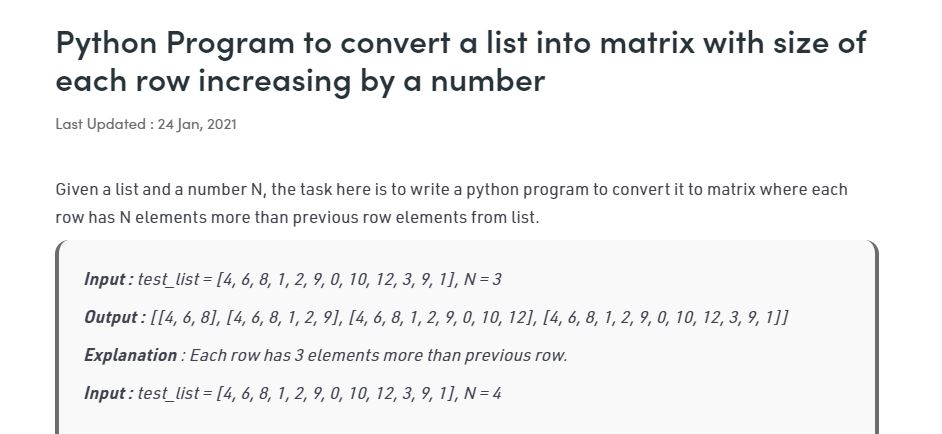 Python Program to convert a list into matrix with size of
each row increasing by a number
Last Updated : 24 Jan, 2021
Given a list and a number N, the task here is to write a python program to convert it to matrix where each
row has N elements more than previous row elements from list.
Input : test_list = [4, 6, 8, 1, 2, 9, 0, 10, 12, 3, 9, 1], N = 3
Output : [[4, 6, 8], [4, 6, 8, 1, 2, 9], [4, 6, 8, 1, 2, 9, 0, 10, 12], [4, 6, 8, 1, 2, 9, 0, 10, 12, 3, 9, 1]]
Explanation : Each row has 3 elements more than previous row.
Input : test_list = [4, 6, 8, 1, 2, 9, 0, 10, 12, 3, 9, 1], N = 4